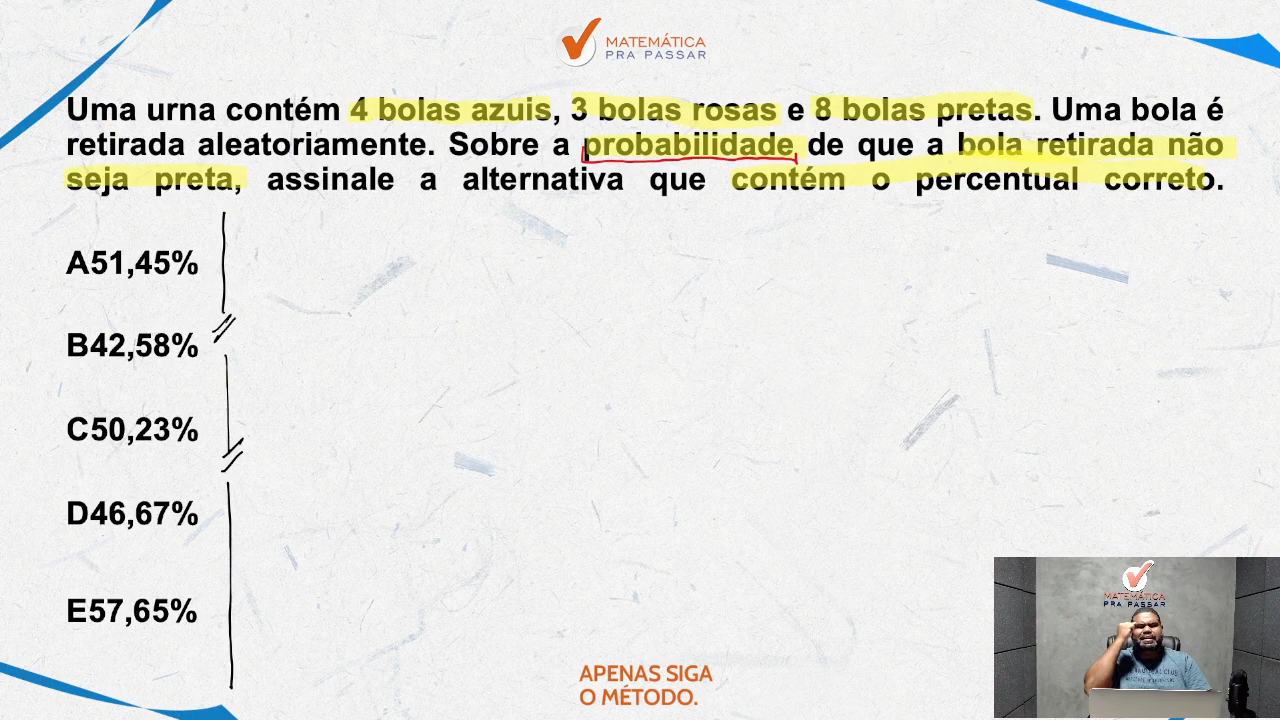 MATEMÁTICA
PRA PASSAR
Uma urna contém 4 bolas azuis, 3 bolas rosas e 8 bolas pretas. Uma bola é
retirada aleatoriamente. Sobre a probabilidade de que a bola retirada não
seja preta, assinale a alternativa que contém o percentual correto.
A51,45%
B42,58%
C50,23%
D46,67%
E57,65%
APENAS SIGA
O MÉTODO.
MATEMÁTICA
PRA PASSAR